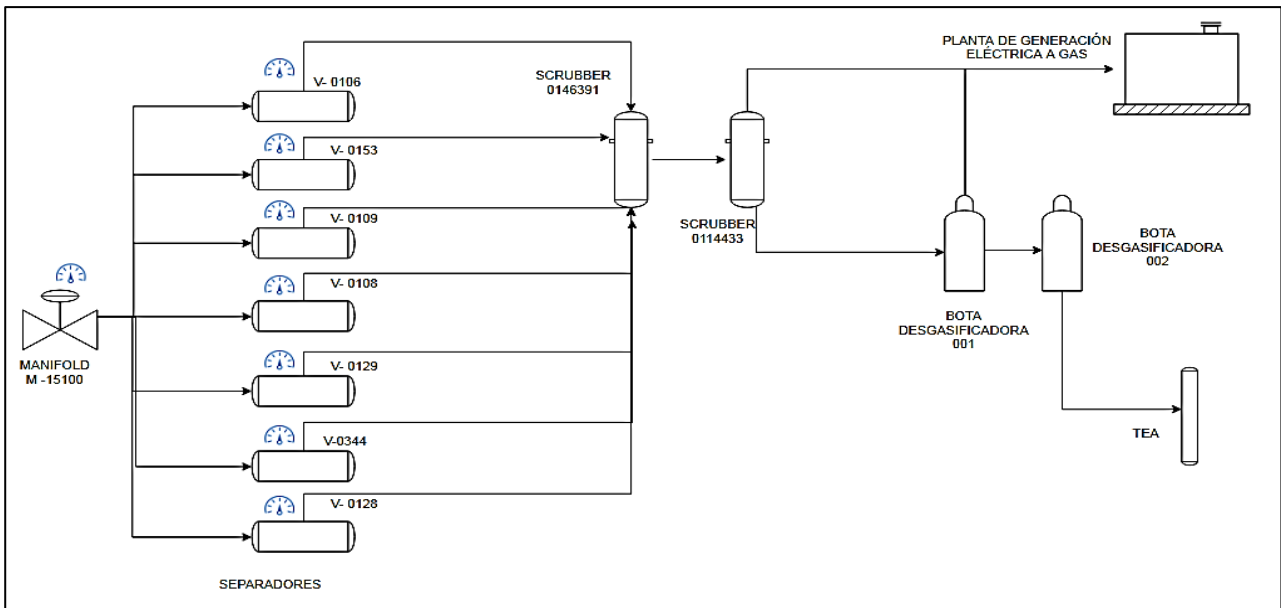 PLANTA DE GENERACIÓN
ELÉCTRICA A GAS
SCRUBBER
0146391
V- 0106
V- 0153
V- 0109
SCRUBBER
0114433
BOTA
DESGASIFICADORA
002
V- 0108
BOTA
DESGASIFICADORA
001
MANIFOLD
M -15100
V- 0129
TEA
V-0344
V- 0128
SEPARADORES